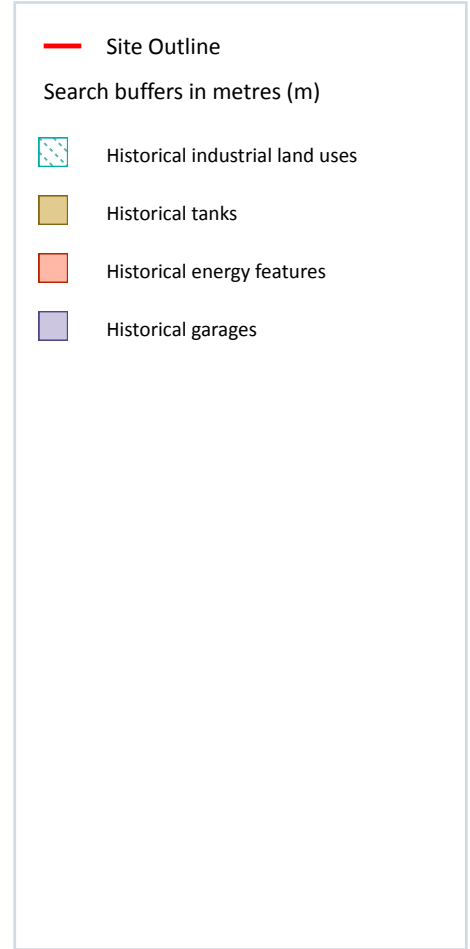 Site Outline
Search buffers in metres (m)
Historical industrial land uses
Historical tanks
Historical energy features
Historical garages